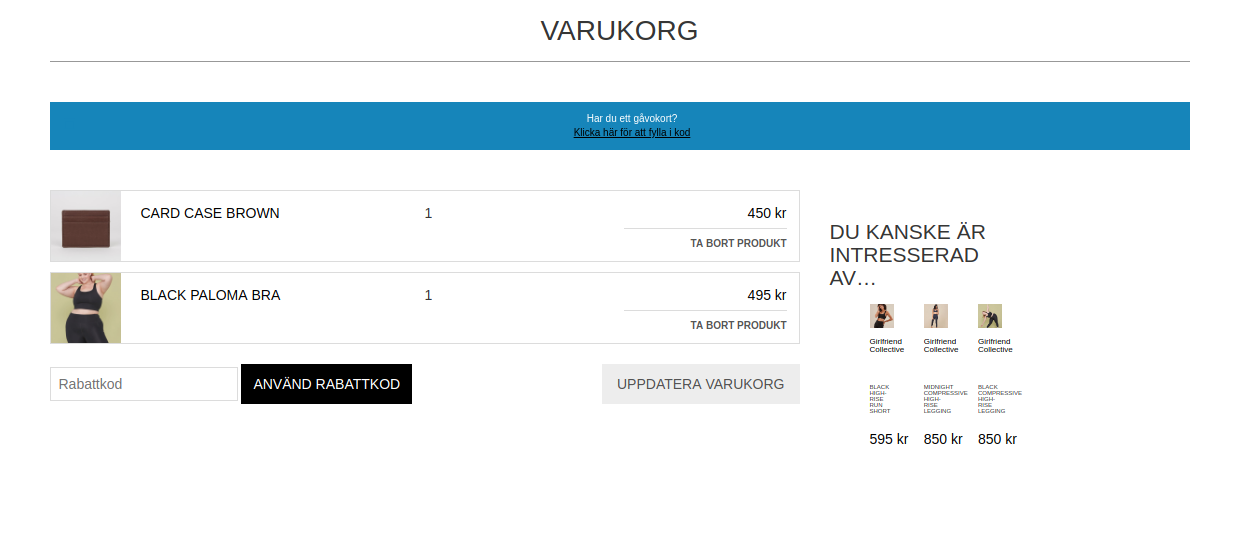 VARUKORG
Har du ett gåvokort?
Klicka här för att fylla i kod
CARD CASE BROWN 1 450 kr
TA BORT PRODUKT
BLACK PALOMA BRA 1 495 kr
TA BORT PRODUKT
Rabattkod ANVÄND RABATTKOD UPPDATERA VARUKORG
DU KANSKE ÄR
INTRESSERAD
AV…
Girlfriend
Collective
BLACK
HIGH-
RISE
RUN
SHORT
595 kr
Girlfriend
Collective
MIDNIGHT
COMPRESSIVE
HIGH-
RISE
LEGGING
850 kr
Girlfriend
Collective
BLACK
COMPRESSIVE
HIGH-
RISE
LEGGING
850 kr